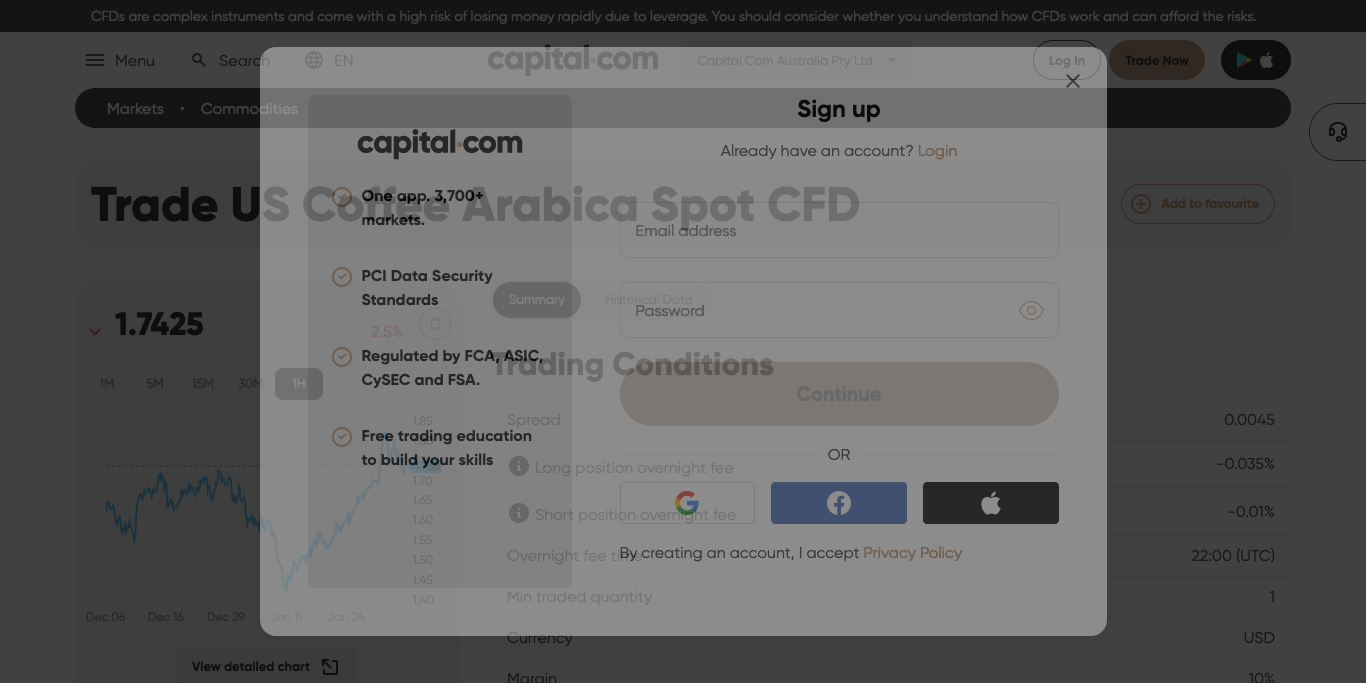 CFDs are complex instruments and come with a high risk of losing money rapidly due to leverage. You should consider whether you understand how CFDs work and can afford the risks.
Menu
Search
EN
capital.com
Capital Com Australia Pty Ltd
Log In
Trade Now
Markets • Commodities
Trade US Coffee Arabica Spot CFD
Add to favourite
1.7425
2.5%
1M 5M 15M 30M 1H
1.85
1.80
1.70
1.65
1.60
1.55
1.50
1.45
1.40
Dec 06 Dec 16 Dec 29 Jan 11 Jan 24
View detailed chart
Summary
Historical Data
Trading Conditions
Spread 0.0045
Long position overnight fee -0.035%
Short position overnight fee -0.01%
Overnight fee time 22:00 (UTC)
Min traded quantity 1
Currency USD
Margin 10%
capital.com
One app. 3,700+
markets.
PCI Data Security
Standards
Regulated by FCA, ASIC,
CySEC and FSA.
Free trading education
to build your skills
Sign up
Already have an account? Login
Email address
Password
Continue
OR
By creating an account, I accept Privacy Policy